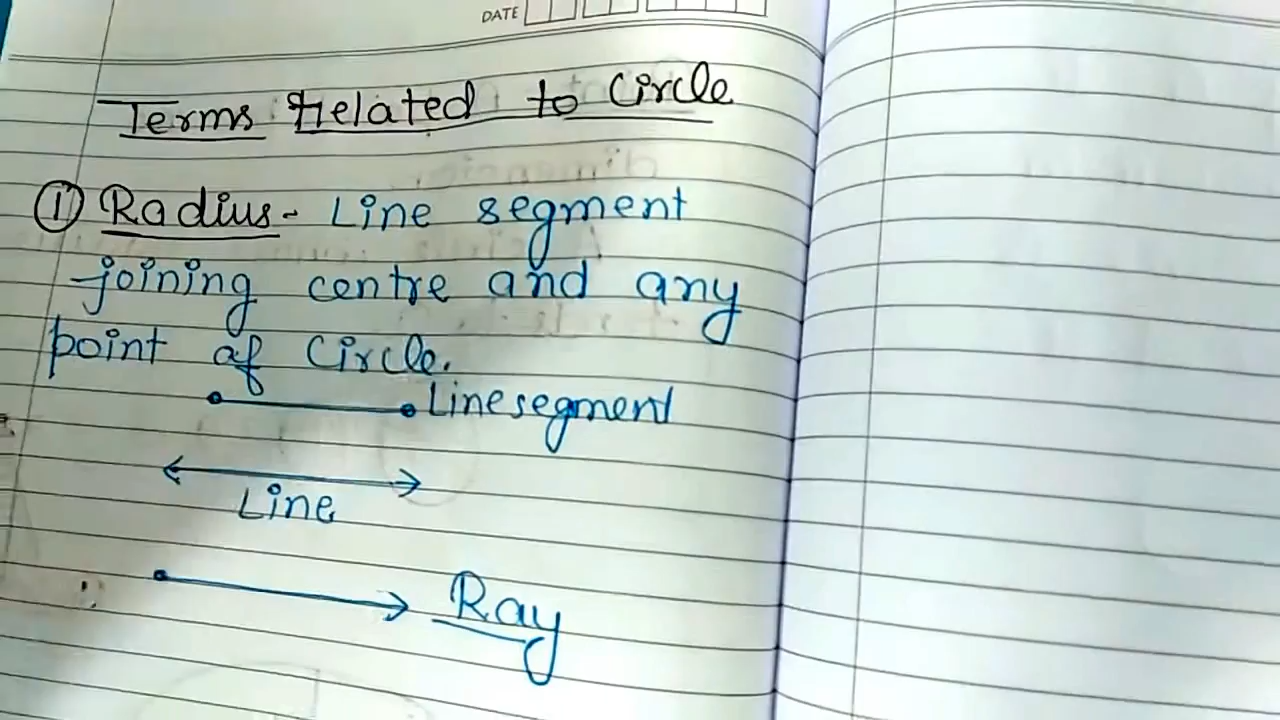 DATE
Terms Related to Circle
① Radius - Line segment
joining centre and any
point of Circle.
Line segment
Line
Ray